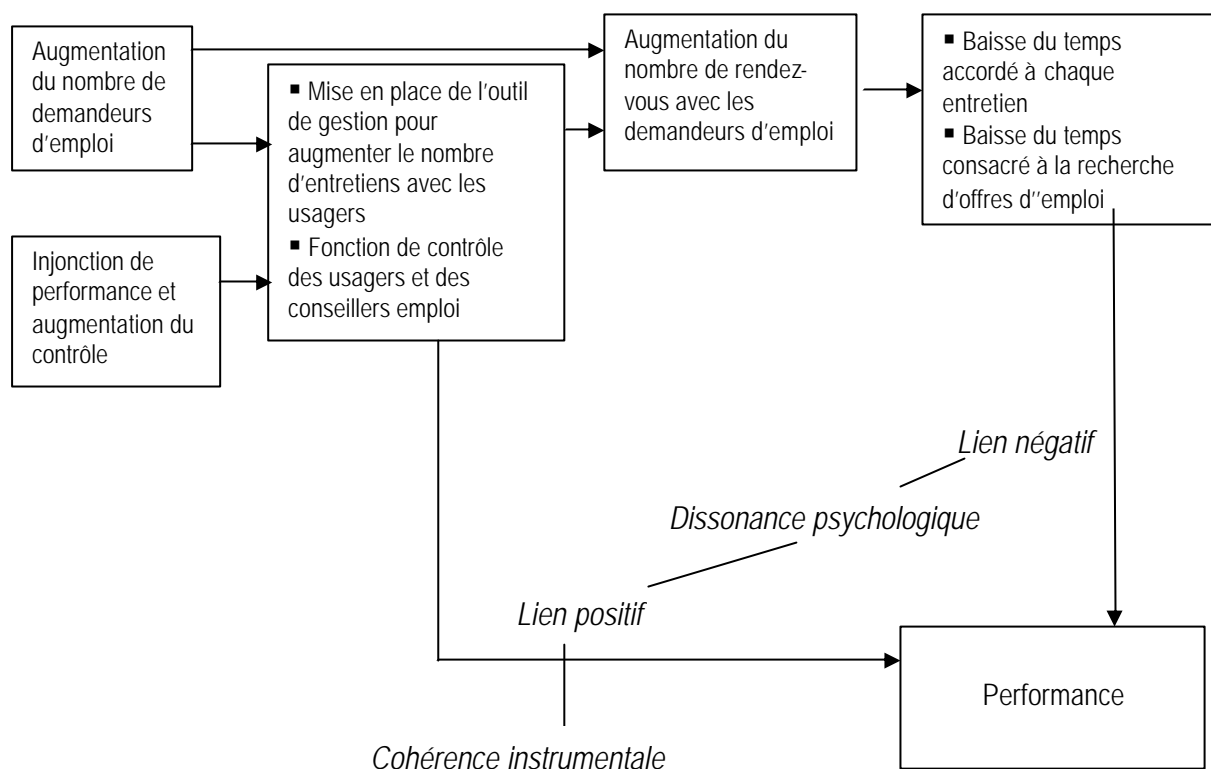 Augmentation
du nombre de
demandeurs
d'emploi
▪ Mise en place de l'outil
de gestion pour
augmenter le nombre
d'entretiens avec les
usagers
▪ Fonction de contrôle
des usagers et des
conseillers emploi
Injonction de
performance et
augmentation du
contrôle
Augmentation du
nombre de rendez-
vous avec les
demandeurs d'emploi
▪ Baisse du temps
accordé à chaque
entretien
▪ Baisse du temps
consacré à la recherche
d'offres d''emploi
Lien négatif
Dissonance psychologique
Lien positif
Cohérence instrumentale
Performance